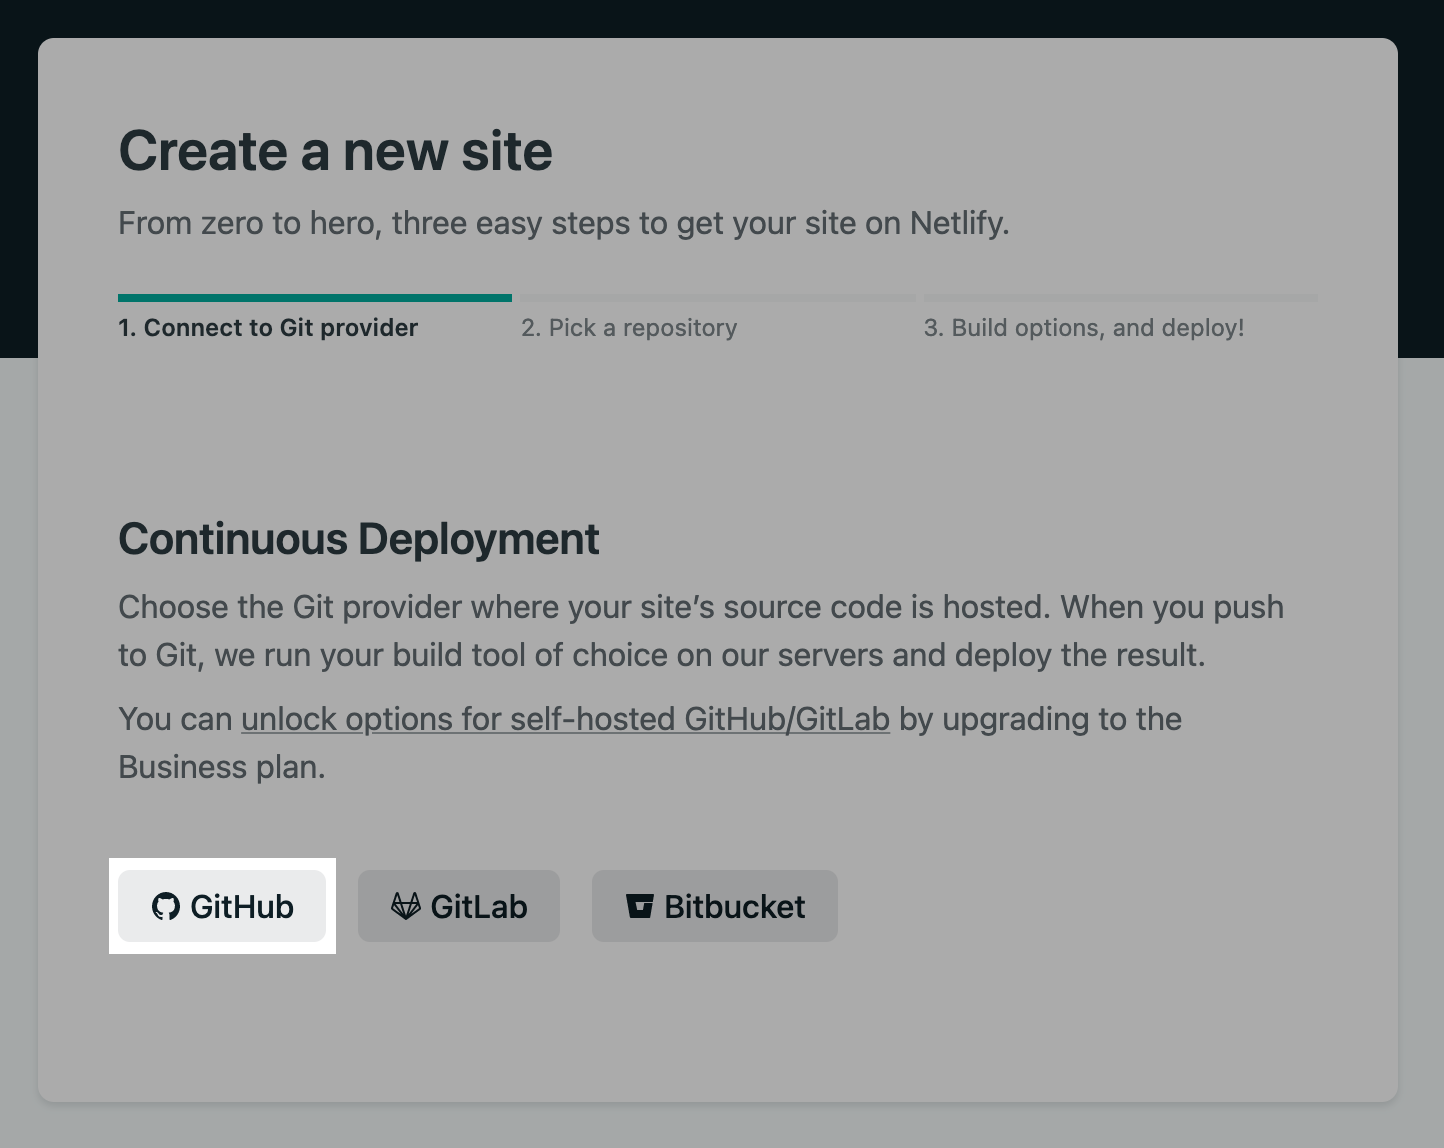 Create a new site
From zero to hero, three easy steps to get your site on Netlify.
1. Connect to Git provider
2. Pick a repository
3. Build options, and deploy!
Continuous Deployment
Choose the Git provider where your site’s source code is hosted. When you push
to Git, we run your build tool of choice on our servers and deploy the result.
You can unlock options for self-hosted GitHub/GitLab by upgrading to the
Business plan.
GitHub
GitLab
Bitbucket